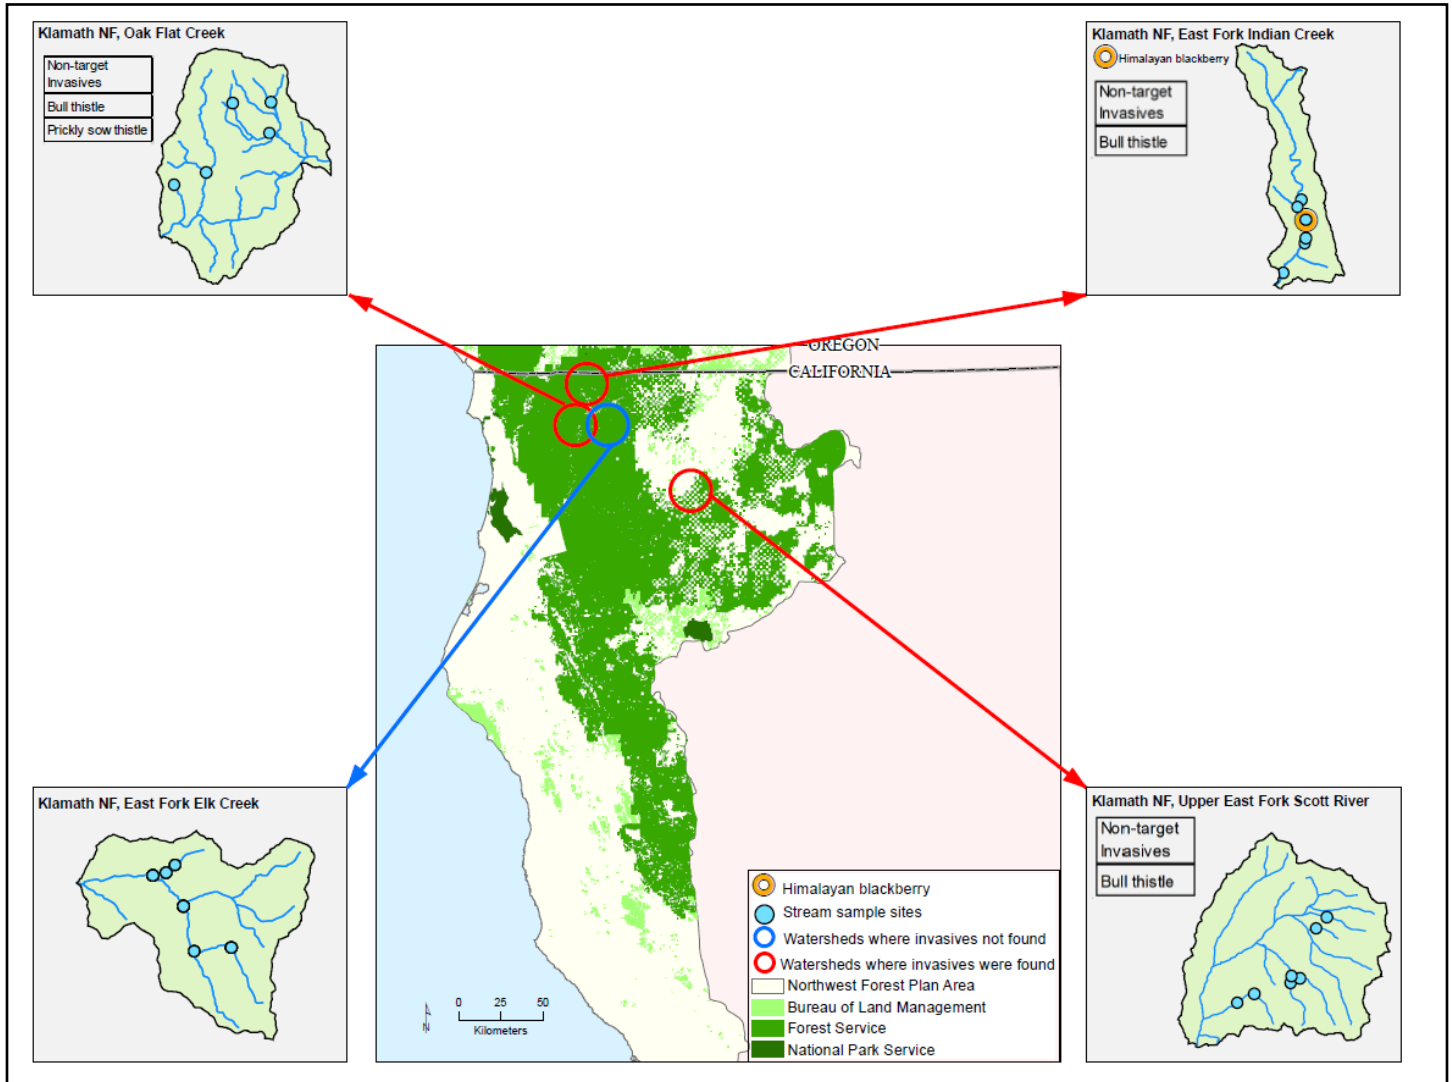 Klamath NF, Oak Flat Creek
Non-target
Invasives
Bull thistle
Prickly sow thistle
Klamath NF, East Fork Indian Creek
Himalayan blackberry
Non-target
Invasives
Bull thistle
OREGON
CALIFORNIA
Klamath NF, East Fork Elk Creek
N
0 25 50
Kilometers
Himalayan blackberry
Stream sample sites
Watersheds where invasives not found
Watersheds where invasives were found
Northwest Forest Plan Area
Bureau of Land Management
Forest Service
National Park Service
Klamath NF, Upper East Fork Scott River
Non-target
Invasives
Bull thistle